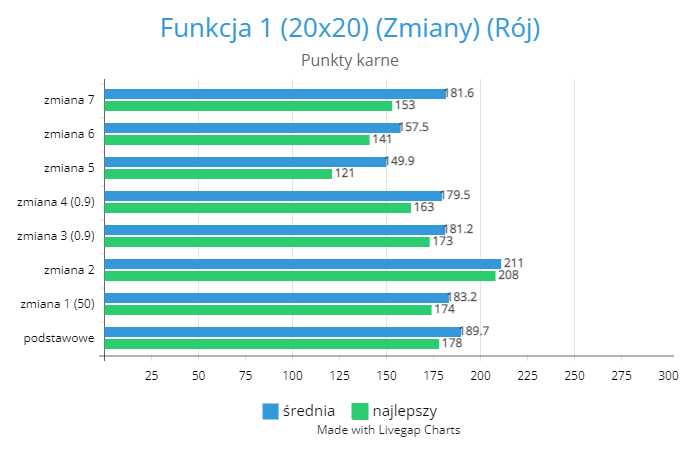 Funkcja 1 (20x20) (Zmiany) (Rój)
Punkty karne
zmiana 7 181.6
153
zmiana 6 157.5
141
zmiana 5 149.9
121
zmiana 4 (0.9) 179.5
163
zmiana 3 (0.9) 181.2
173
zmiana 2 211
208
zmiana 1 (50) 183.2
174
podstawowe 189.7
178
25 50 75 100 125 150 175 200 225 250 275 300
średnia najlepszy
Made with Livegap Charts